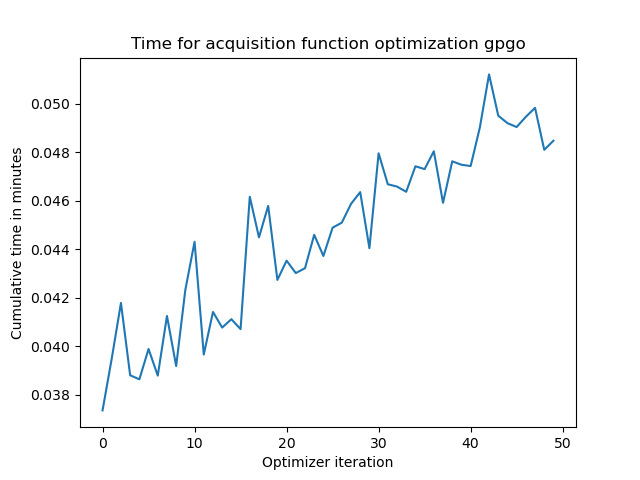 Time for acquisition function optimization gpgo
0.050
0.048
0.046
0.044
0.042
0.040
0.038
Cumulative time in minutes
0 10 20 30 40 50
Optimizer iteration